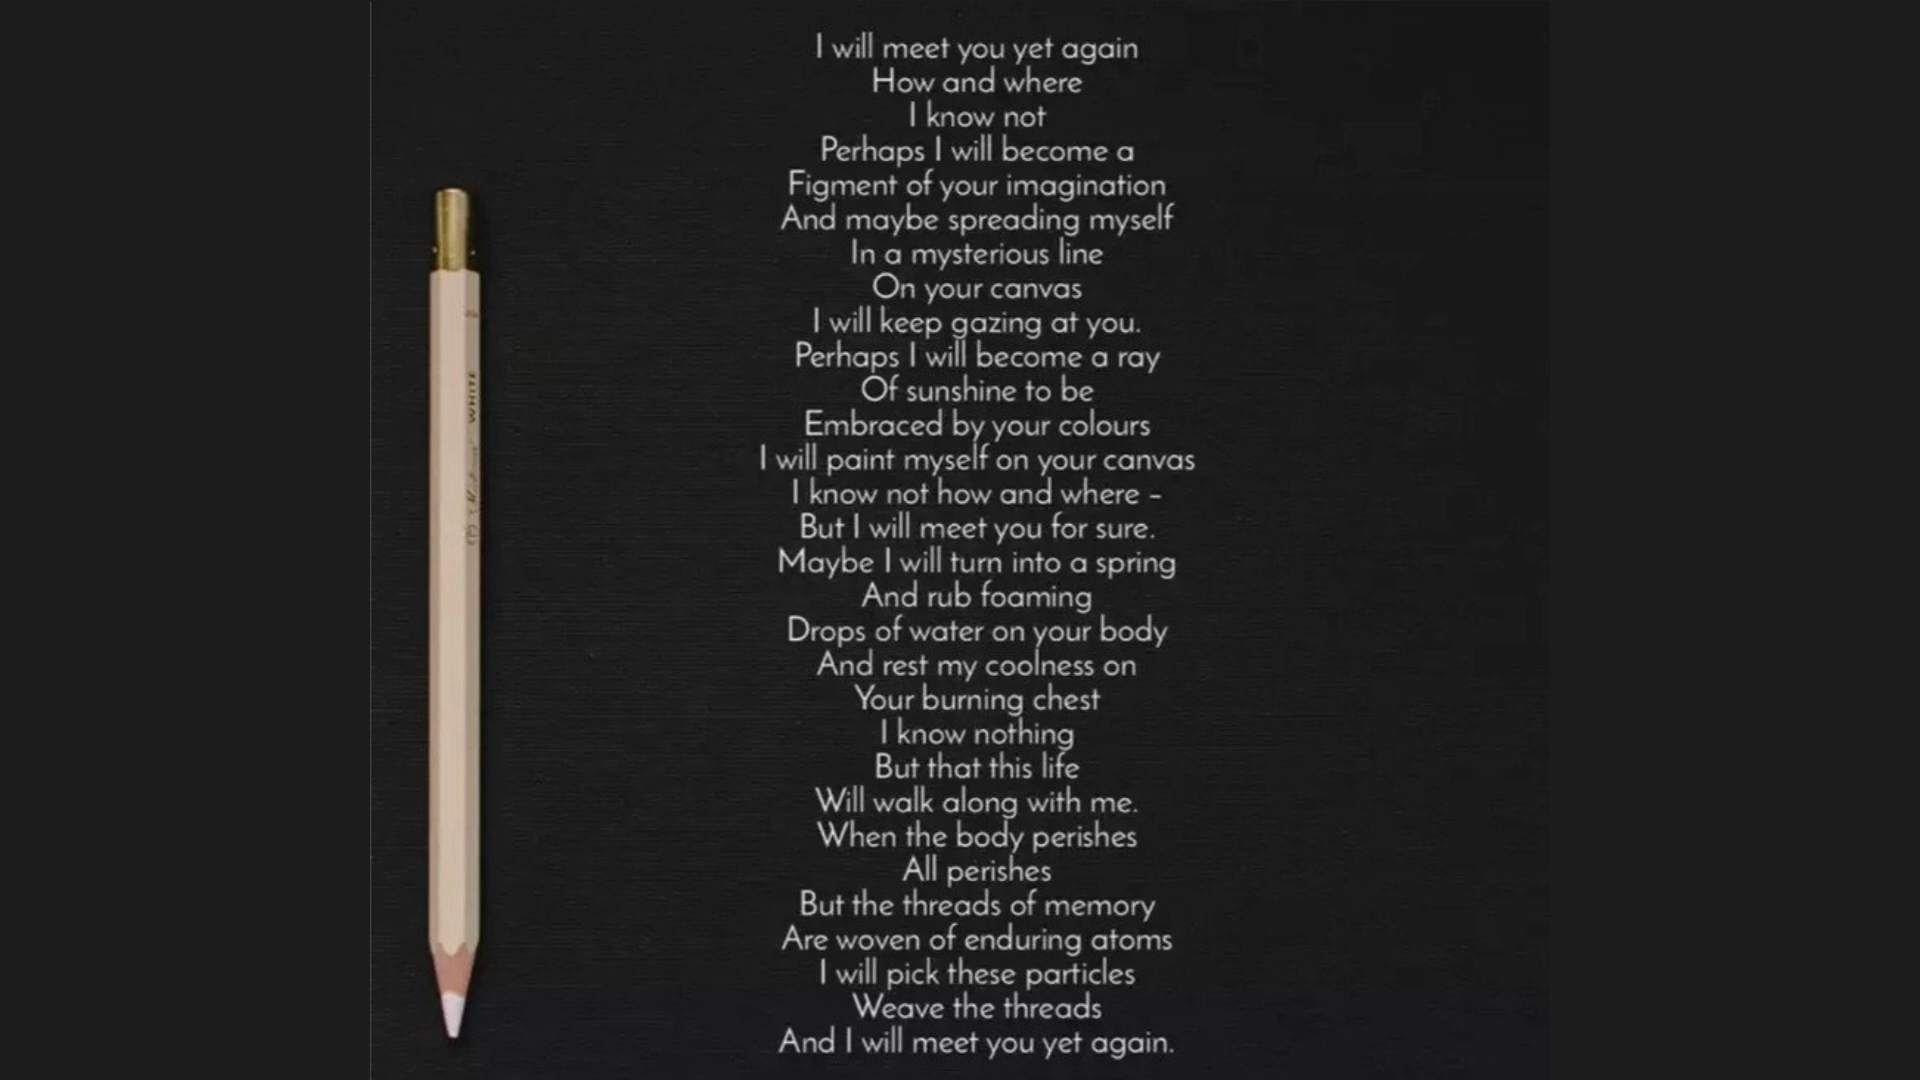 I will meet you yet again
How and where
I know not
Perhaps I will become a
Figment of your imagination
And maybe spreading myself
In a mysterious line
On your canvas
I will keep gazing at you.
Perhaps I will become a ray
Of sunshine to be
Embraced by your colours
I will paint myself on your canvas
I know not how and where –
But I will meet you for sure.
Maybe I will turn into a spring
And rub foaming
Drops of water on your body
And rest my coolness on
Your burning chest
I know nothing
But that this life
Will walk along with me.
When the body perishes
All perishes
But the threads of memory
Are woven of enduring atoms
I will pick these particles
Weave the threads
And I will meet you yet again.
WHITE